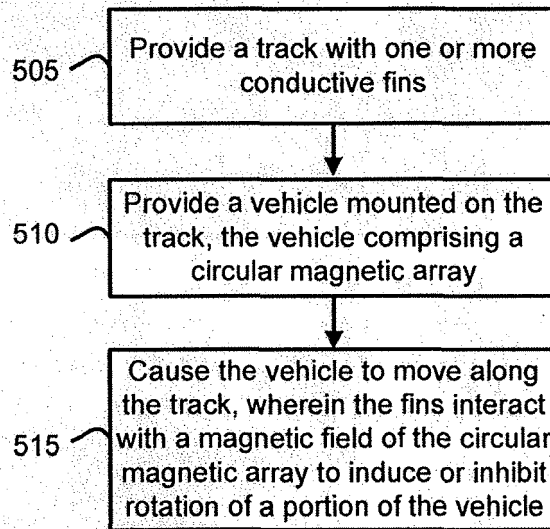 505
Provide a track with one or more
conductive fins
510
Provide a vehicle mounted on the
track, the vehicle comprising a
circular magnetic array
515
Cause the vehicle to move along
the track, wherein the fins interact
with a magnetic field of the circular
magnetic array to induce or inhibit
rotation of a portion of the vehicle